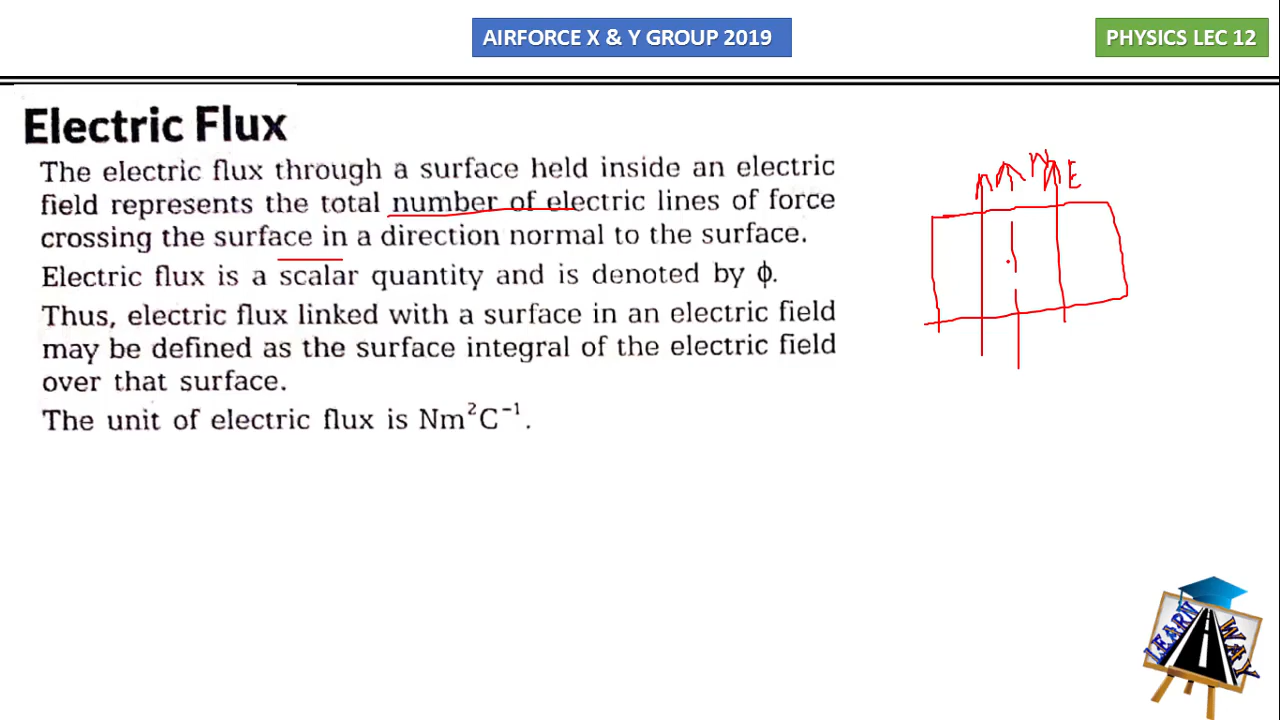 AIRFORCE X & Y GROUP 2019
PHYSICS LEC 12
Electric Flux
The electric flux through a surface held inside an electric
field represents the total number of electric lines of force
crossing the surface in a direction normal to the surface.
Electric flux is a scalar quantity and is denoted by ϕ.
Thus, electric flux linked with a surface in an electric field
may be defined as the surface integral of the electric field
over that surface.
The unit of electric flux is Nm²C⁻¹.
E
LEARN
WAY